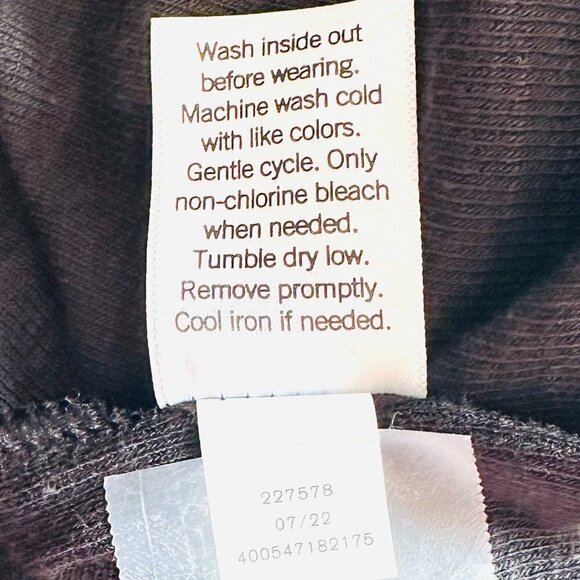 Wash inside out
before wearing.
Machine wash cold
with like colors.
Gentle cycle. Only
non-chlorine bleach
when needed.
Tumble dry low.
Remove promptly.
Cool iron if needed.
227578
07/22
400547182175